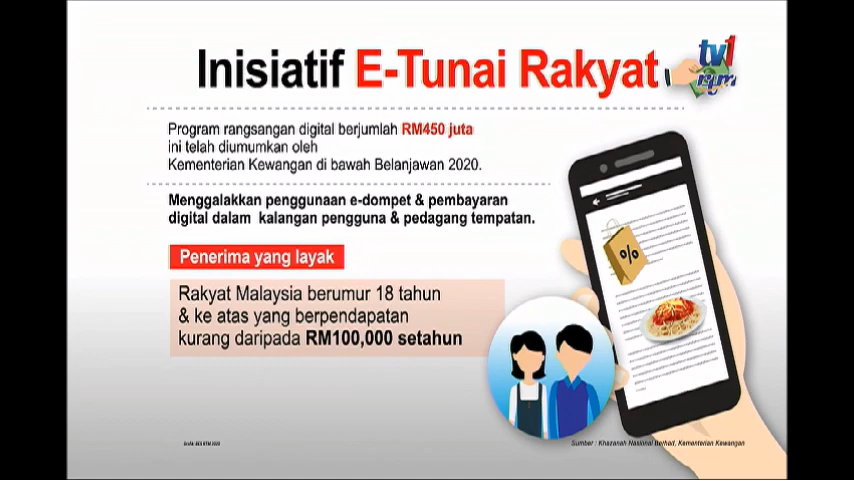 Inisiatif E-Tunai Rakyat
tv1
rtm
Program rangsangan digital berjumlah RM450 juta
ini telah diumumkan oleh
Kementerian Kewangan di bawah Belanjawan 2020.
Menggalakkan penggunaan e-dompet & pembayaran
digital dalam kalangan pengguna & pedagang tempatan.
Penerima yang layak
Rakyat Malaysia berumur 18 tahun
& ke atas yang berpendapatan
kurang daripada RM100,000 setahun
%
Sumber : Khazanah Nasional Berhad, Kementerian Kewangan